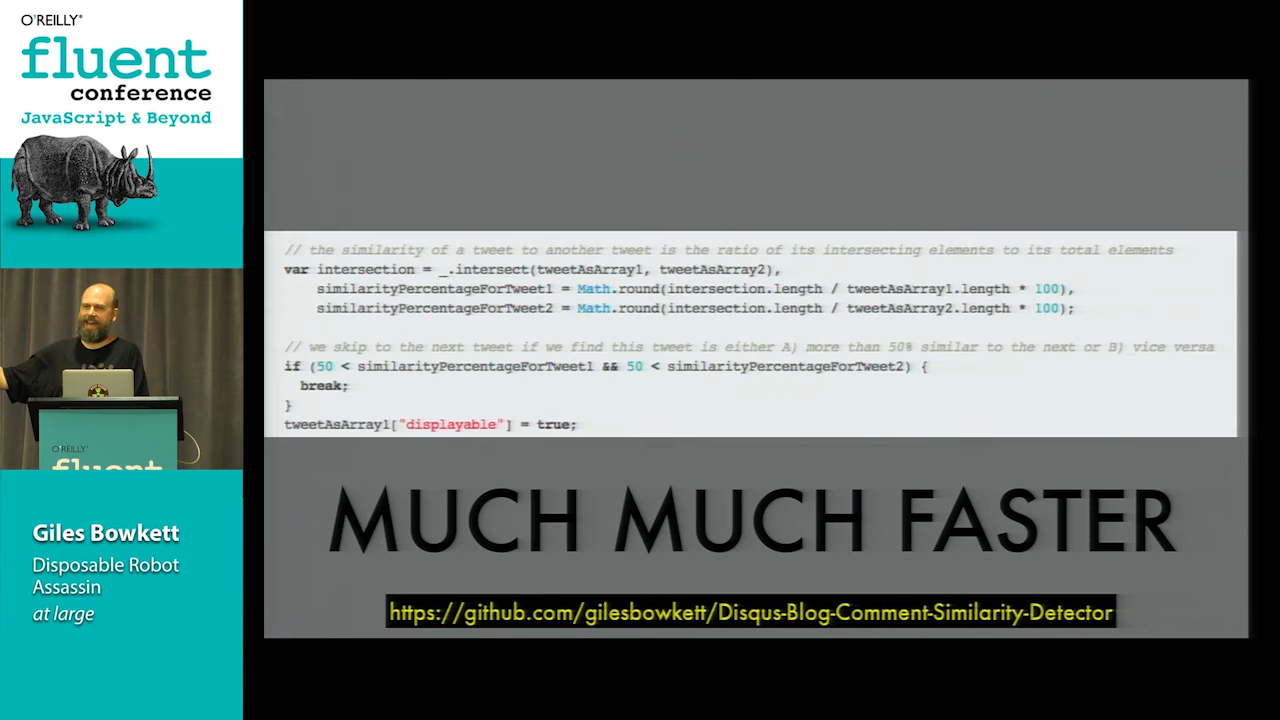 O'REILLY®
fluent
conference
JavaScript & Beyond
// the similarity of a tweet to another tweet is the ratio of its intersecting elements to its total elements
var intersection = _.intersect(tweetAsArray1, tweetAsArray2),
similarityPercentageForTweet1 = Math.round(intersection.length / tweetAsArray1.length * 100),
similarityPercentageForTweet2 = Math.round(intersection.length / tweetAsArray2.length * 100);
// we skip to the next tweet if we find this tweet is either A) more than 50% similar to the next or B) vice versa
if (50 < similarityPercentageForTweet1 && 50 < similarityPercentageForTweet2) {
break;
}
tweetAsArray1["displayable"] = true;
MUCH MUCH FASTER
https://github.com/gilesbowkett/Disqus-Blog-Comment-Similarity-Detector
O'REILLY®
fluent
Giles Bowkett
Disposable Robot
Assassin
at large